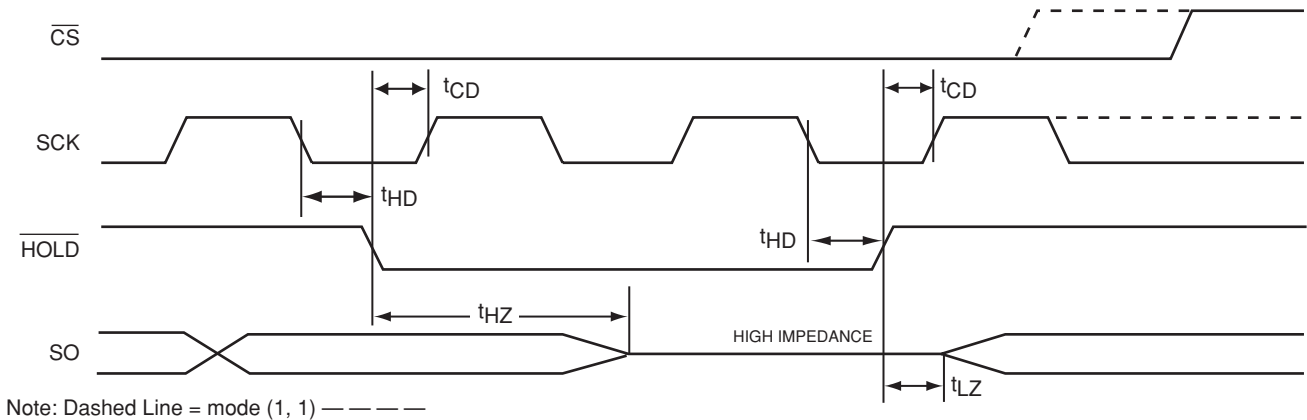 CS
tCD
tCD
SCK
tHD
HOLD
tHD
tHZ
HIGH IMPEDANCE
SO
tLZ
Note: Dashed Line = mode (1, 1) — — — —